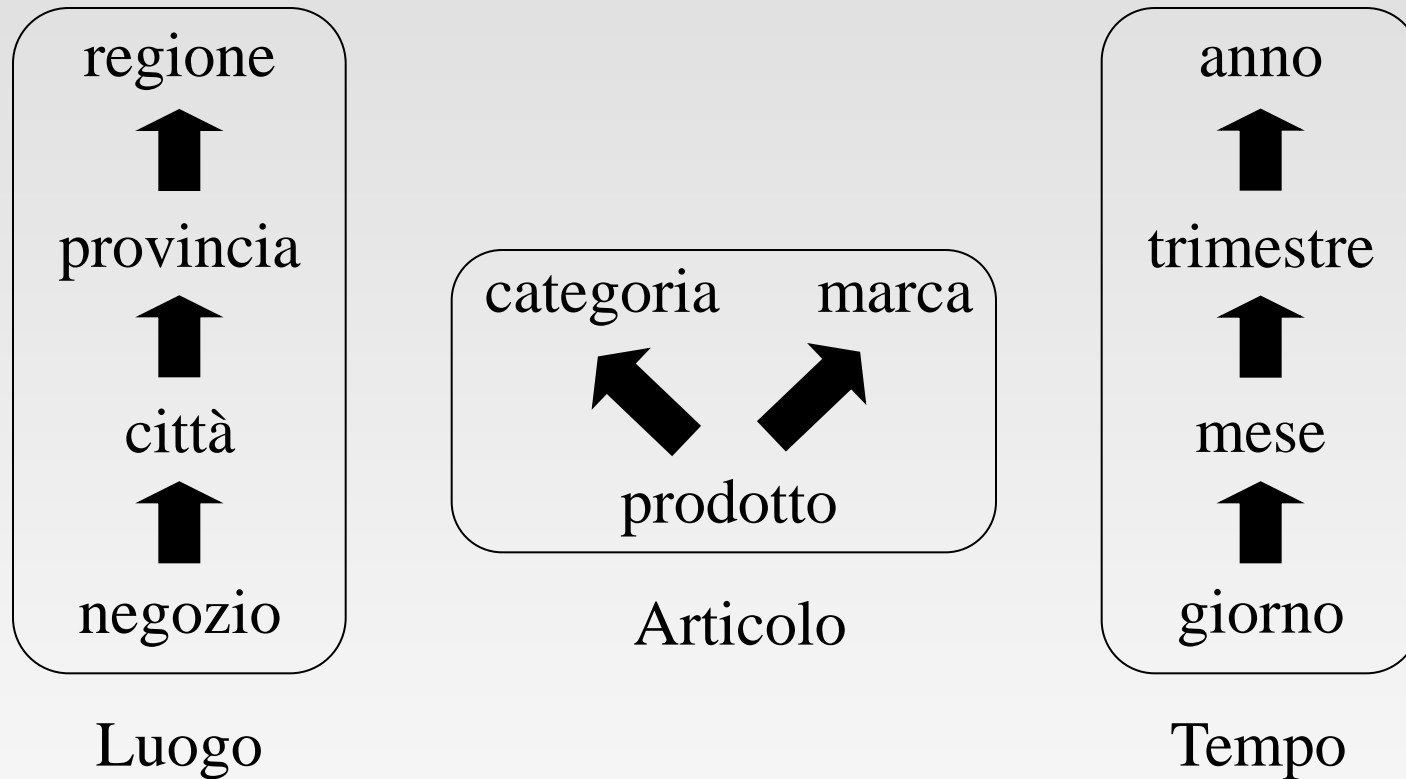 regione
provincia
città
negozio
Luogo
categoria marca
prodotto
Articolo
anno
trimestre
mese
giorno
Tempo